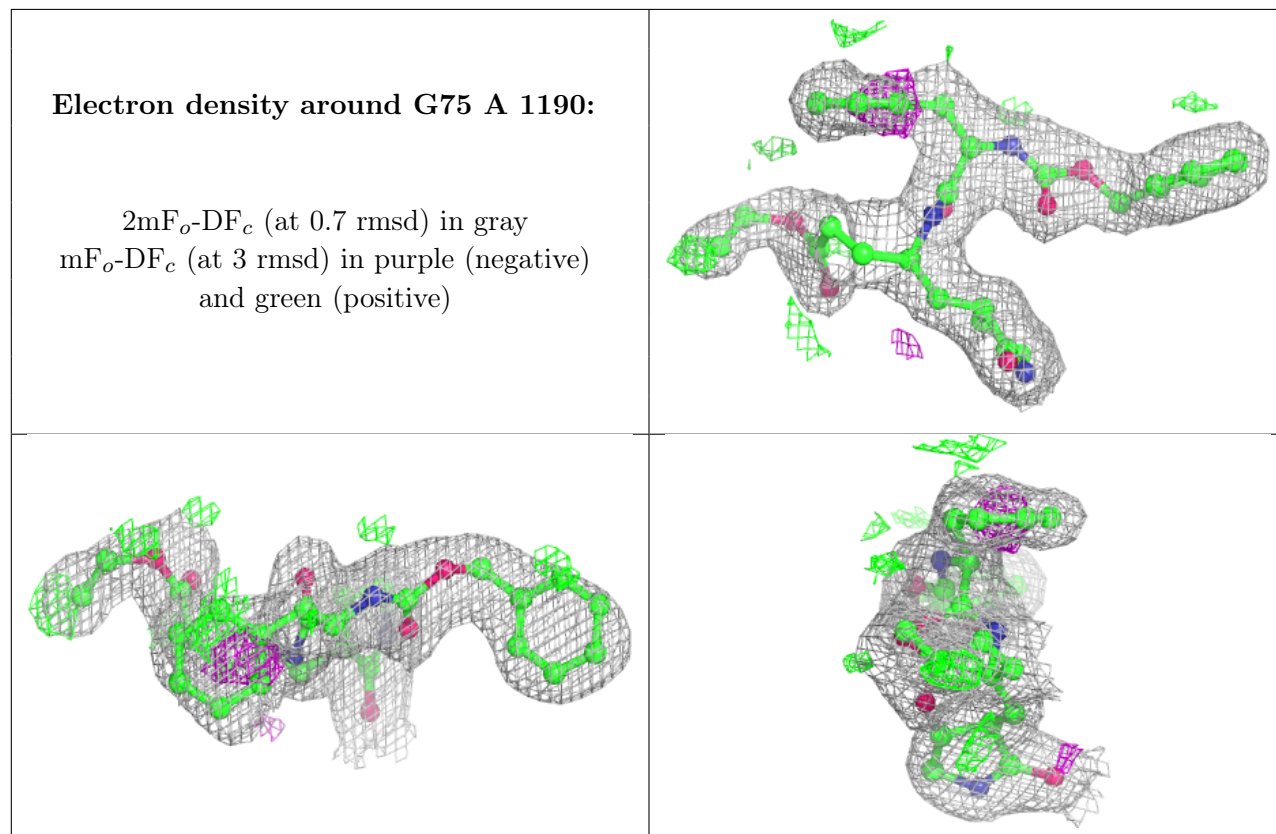 Electron density around G75 A 1190:
2mFₒ-DF𝒸 (at 0.7 rmsd) in gray
mFₒ-DF𝒸 (at 3 rmsd) in purple (negative)
and green (positive)